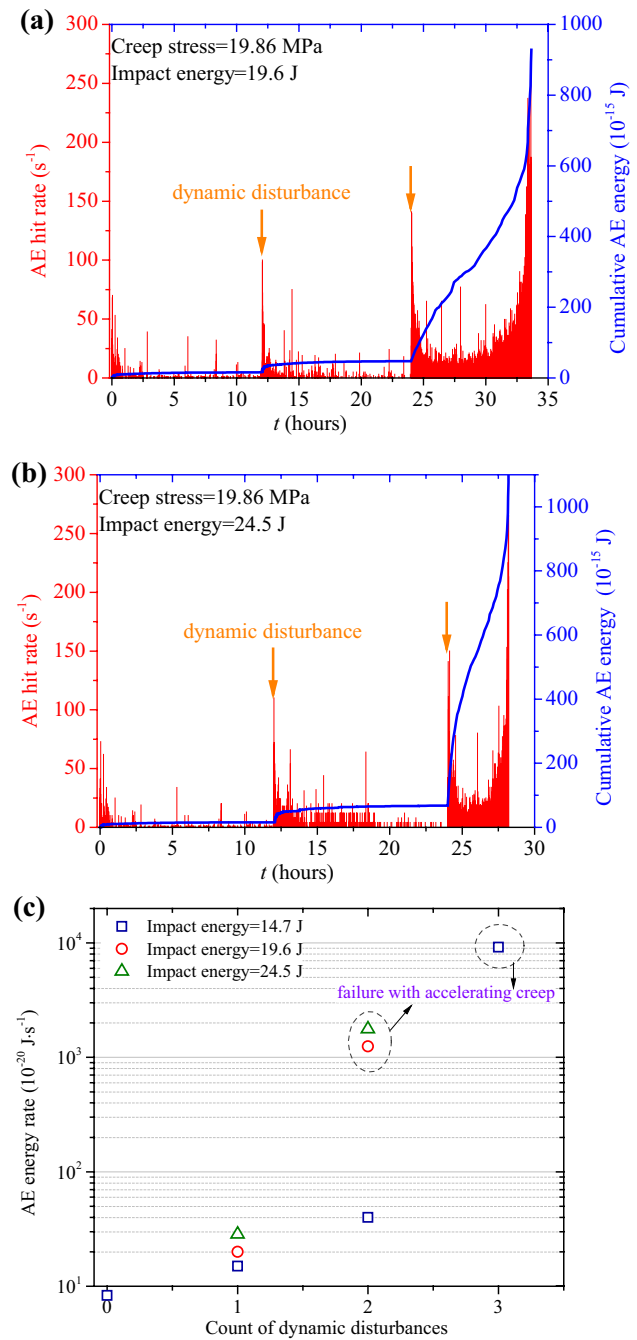 (a)
Creep stress=19.86 MPa
Impact energy=19.6 J
dynamic disturbance
AE hit rate (s⁻¹)
300
250
200
150
100
50
0
Cumulative AE energy (10⁻¹⁵ J)
1000
800
600
400
200
0
0 5 10 15 20 25 30 35
t (hours)
(b)
Creep stress=19.86 MPa
Impact energy=24.5 J
dynamic disturbance
AE hit rate (s⁻¹)
300
250
200
150
100
50
0
Cumulative AE energy (10⁻¹⁵ J)
1000
800
600
400
200
0
0 5 10 15 20 25 30
t (hours)
(c)
Impact energy=14.7 J
Impact energy=19.6 J
Impact energy=24.5 J
failure with accelerating creep
AE energy rate (10⁻²⁰ J·s⁻¹)
10⁴
10³
10²
10¹
0 1 2 3
Count of dynamic disturbances